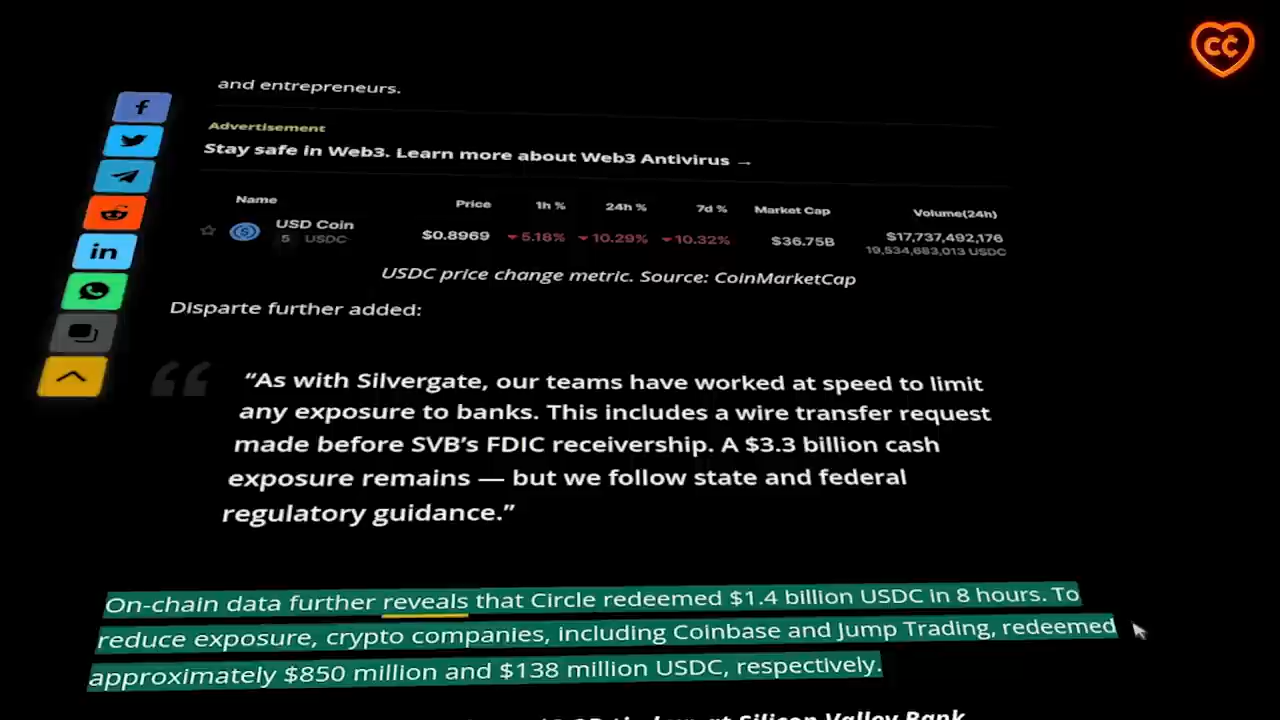 CC
and entrepreneurs.
Advertisement
Stay safe in Web3. Learn more about Web3 Antivirus →
Name Price 1h % 24h % 7d % Market Cap Volume(24h)
USD Coin $0.8969 5.18% 10.29% 10.32% $36.75B $17,737,492,176
5 USDC 19,534,683,013 USDC
USDC price change metric. Source: CoinMarketCap
Disparte further added:
“As with Silvergate, our teams have worked at speed to limit
any exposure to banks. This includes a wire transfer request
made before SVB’s FDIC receivership. A $3.3 billion cash
exposure remains — but we follow state and federal
regulatory guidance.”
On-chain data further reveals that Circle redeemed $1.4 billion USDC in 8 hours. To
reduce exposure, crypto companies, including Coinbase and Jump Trading, redeemed
approximately $850 million and $138 million USDC, respectively.
at Silicon Valley Bank